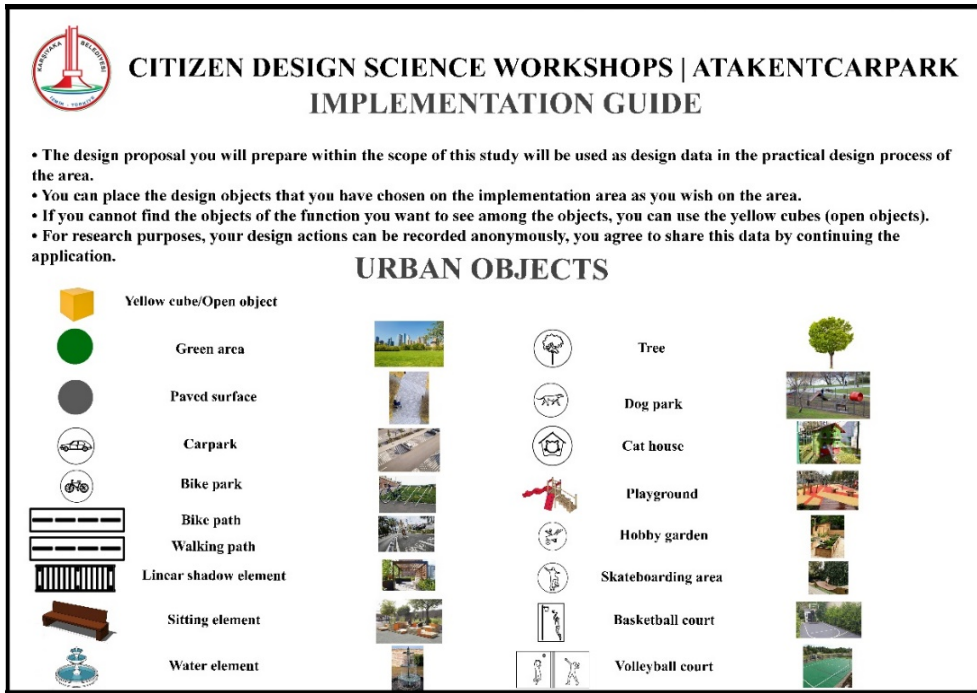 KARŞIYAKA BELEDİYESİ
CITIZEN DESIGN SCIENCE WORKSHOPS | ATAKENTCARPARK
IMPLEMENTATION GUIDE
• The design proposal you will prepare within the scope of this study will be used as design data in the practical design process of
the area.
• You can place the design objects that you have chosen on the implementation area as you wish on the area.
• If you cannot find the objects of the function you want to see among the objects, you can use the yellow cubes (open objects).
• For research purposes, your design actions can be recorded anonymously, you agree to share this data by continuing the
application.
URBAN OBJECTS
Yellow cube/Open object
Green area
Paved surface
Carpark
Bike park
Bike path
Walking path
Linear shadow element
Sitting element
Water element
Tree
Dog park
Cat house
Playground
Hobby garden
Skateboarding area
Basketball court
Volleyball court